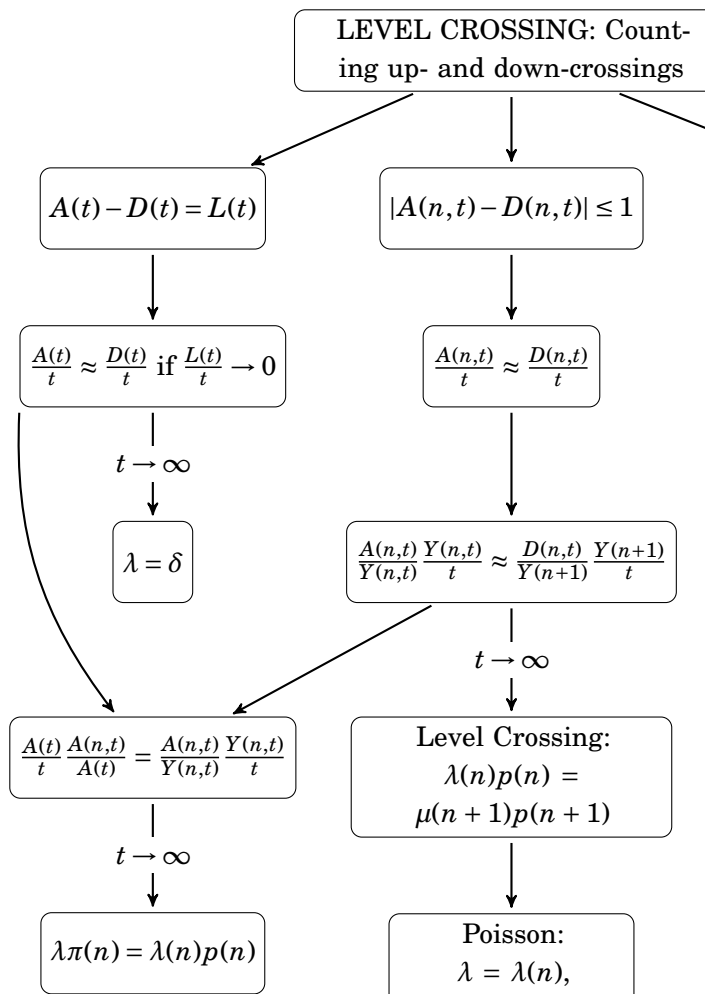 LEVEL CROSSING: Count-
ing up- and down-crossings
A(t) − D(t) = L(t)
|A(n,t) − D(n,t)| ≤ 1
A(t)/t ≈ D(t)/t if L(t)/t → 0
A(n,t)/t ≈ D(n,t)/t
t → ∞
λ = δ
A(n,t)/Y(n,t) Y(n,t)/t ≈ D(n,t)/Y(n+1) Y(n+1)/t
t → ∞
A(t)/t A(n,t)/A(t) = A(n,t)/Y(n,t) Y(n,t)/t
Level Crossing:
λ(n)p(n) =
μ(n + 1)p(n + 1)
t → ∞
λπ(n) = λ(n)p(n)
Poisson:
λ = λ(n),